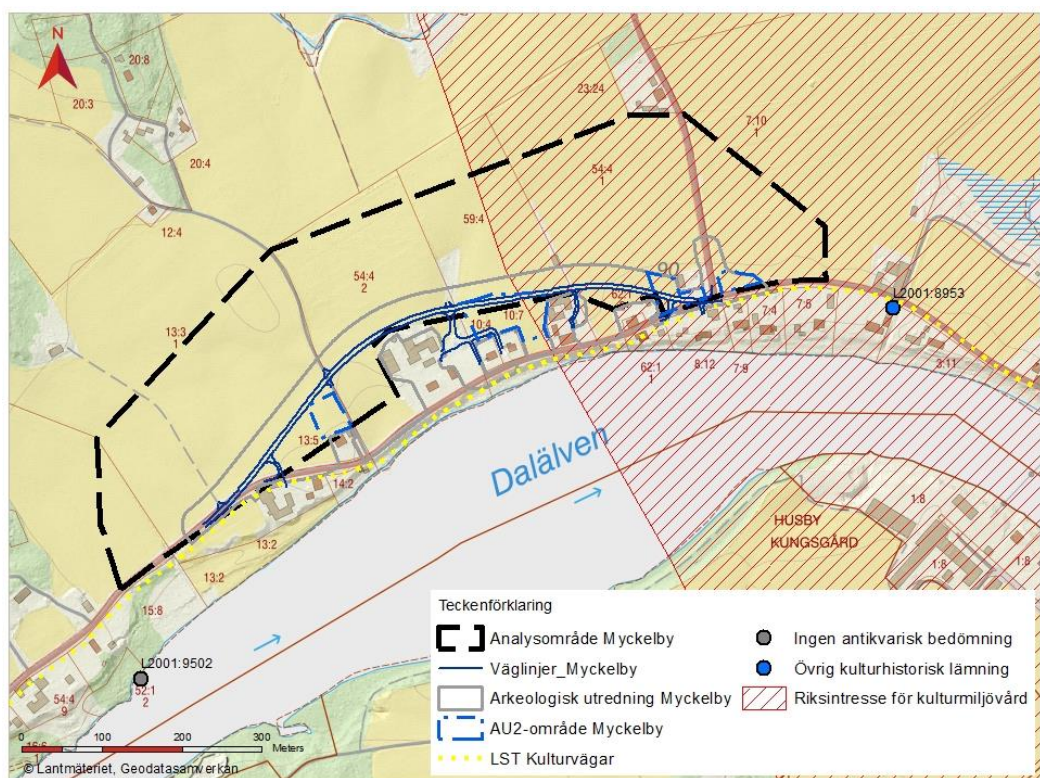 N
20:8
20:3
20:4
12:4
23:24
7:10
1
54:4
1
59:4
54:4
2
90
L2001:8953
62:1
10:7
10:4
7:4
7:6
13:3
1
3:11
62:1
1
8:12
7:9
13:5
14:2
Dalälven
1:8
HUSBY
KUNGSGÅRD
1:8
1:8
13:2
13:2
15:8
L2001:9502
52:1
2
54:4
9
16:6
0 100 200 300
Meters
© Lantmäteriet, Geodatasamverkan
Teckenförklaring
Analysområde Myckelby
Väglinjer_Myckelby
Arkeologisk utredning Myckelby
AU2-område Myckelby
LST Kulturvägar
Ingen antikvarisk bedömning
Övrig kulturhistorisk lämning
Riksintresse för kulturmiljövård